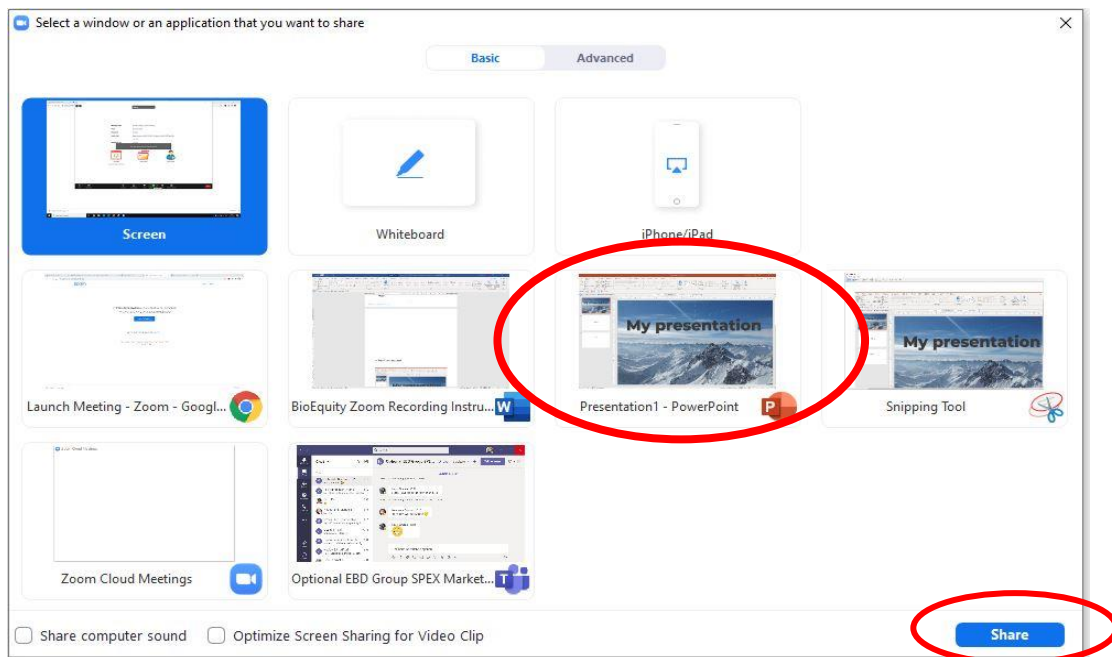 Select a window or an application that you want to share
Basic
Advanced
Screen
Whiteboard
iPhone/iPad
My presentation
My presentation
Launch Meeting - Zoom - Googl...
BioEquity Zoom Recording Instru...
W
Presentation1 - PowerPoint
P
Snipping Tool
Zoom Cloud Meetings
Optional EBD Group SPEX Market...
T
Share computer sound
Optimize Screen Sharing for Video Clip
Share